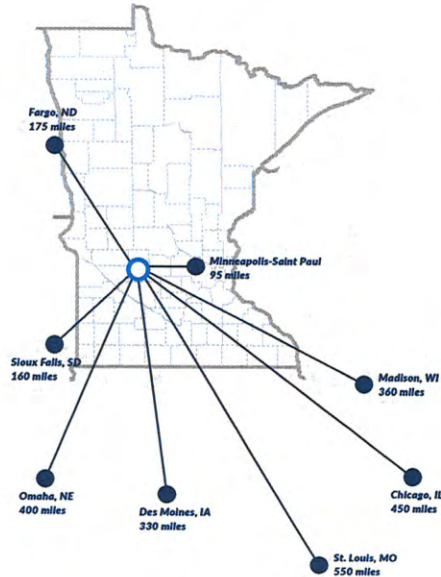 Fargo, ND
175 miles
Minneapolis-Saint Paul
95 miles
Sioux Falls, SD
160 miles
Madison, WI
360 miles
Omaha, NE
400 miles
Des Moines, IA
330 miles
Chicago, IL
450 miles
St. Louis, MO
550 miles